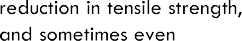 reduction in tensile strength,
and sometimes even